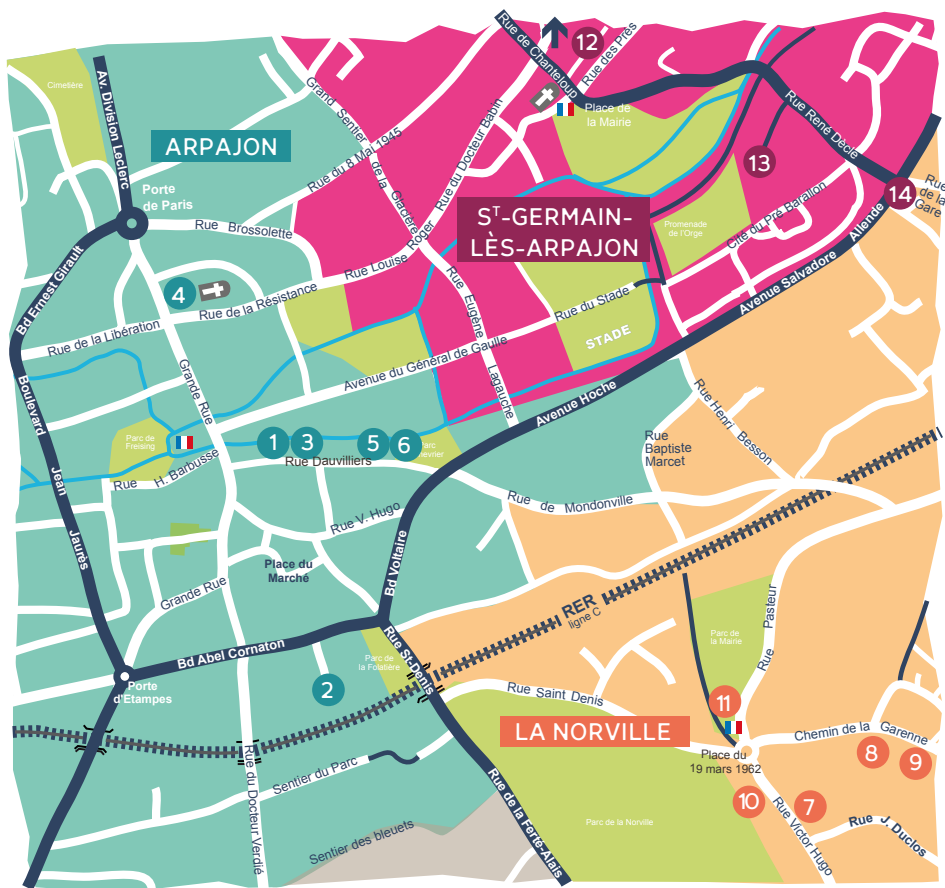 Cimetière
Av. Division Leclerc
ARPAJON
Porte
de Paris
Rue du 8 Mai 1945
Rue Brossolette
Grand Sentier
de la
Glacière
Rue de Chanteloup
12
Rue des Prés
Place de
la Mairie
Rue du Docteur Babin
Rue Louise Roger
Rue René Dècle
13
14
Rue
de la
Gare
ST-GERMAIN-
LÈS-ARPAJON
Promenade
de l'Orge
Cité du Pré Barallon
Avenue Salvadore Allende
Bd Ernest Girault
4
Rue de la Libération
Rue de la Résistance
Rue Eugène Lagauche
Rue du Stade
STADE
Avenue du Général de Gaulle
Grande Rue
Avenue Hoche
Boulevard
Jean
Jaurès
Parc de
Freising
1
3
5
6
Rue Dauvilliers
Rue H. Barbusse
Rue V. Hugo
Rue Henri Besson
Rue
Baptiste
Marcet
Rue de Mondonville
Place du
Marché
Grande Rue
Bd Voltaire
RER
ligne C
Bd Abel Cornaton
Parc de
la Folatière
Rue St-Denis
2
Porte
d'Etampes
Rue Saint Denis
Parc de la
Mairie
Rue Pasteur
11
LA NORVILLE
Place du
19 mars 1962
Chemin de la Garenne
8
9
10
7
Rue Victor Hugo
Rue J. Duclos
Parc de la Norville
Rue de la Ferté-Alais
Sentier du Parc
Rue du Docteur Verdié
Sentier des bleuets